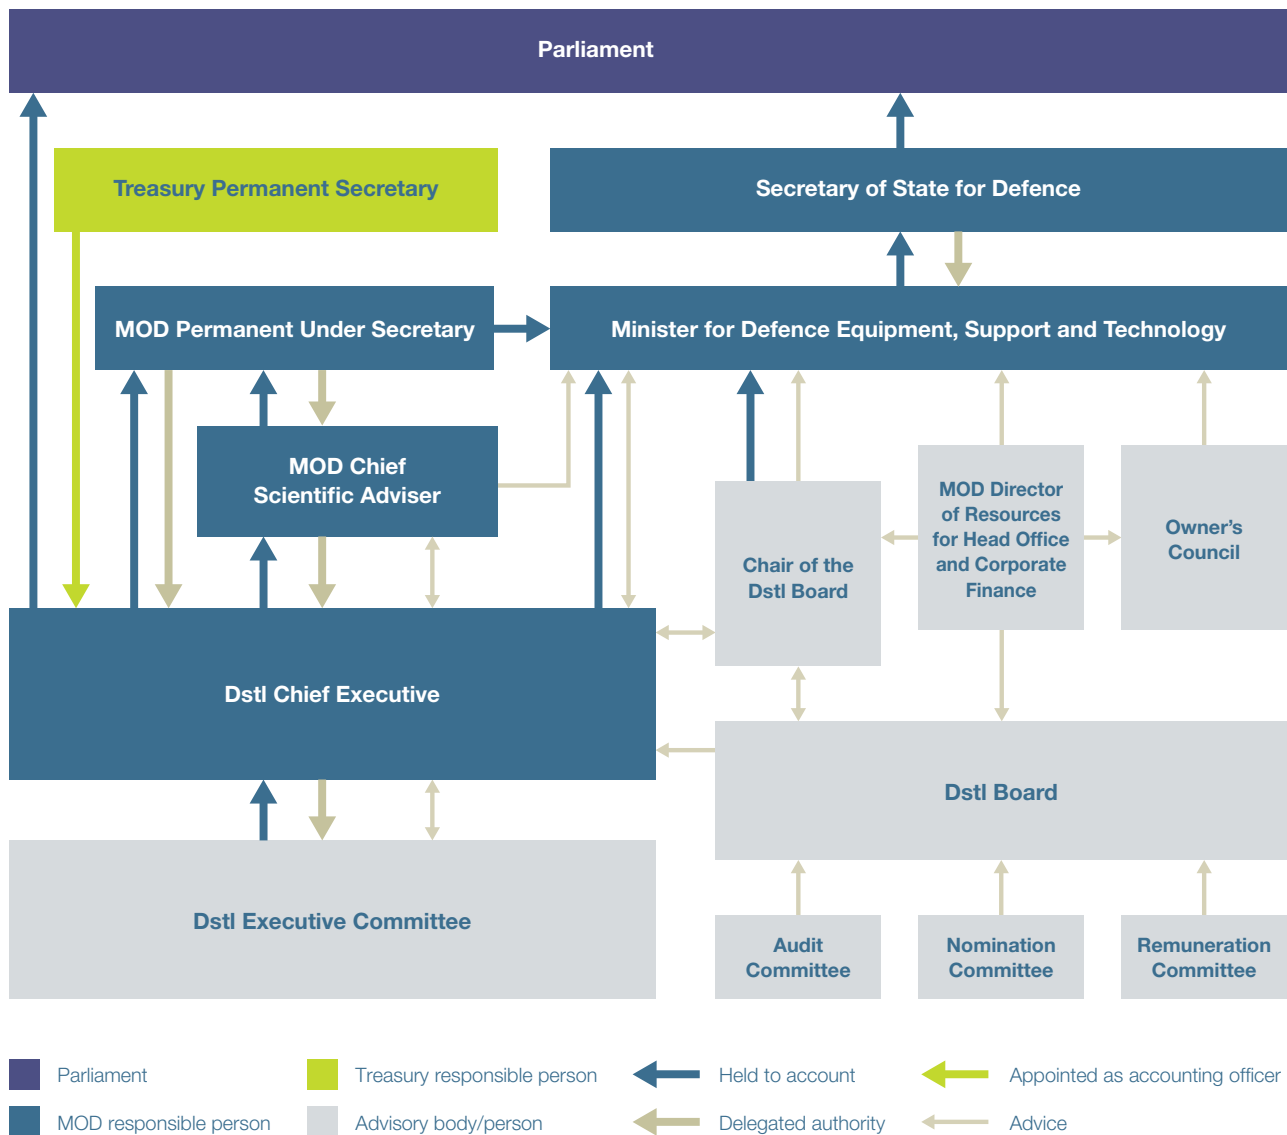 Parliament
Treasury Permanent Secretary
Secretary of State for Defence
MOD Permanent Under Secretary
Minister for Defence Equipment, Support and Technology
MOD Chief
Scientific Adviser
Chair of the
Dstl Board
MOD Director
of Resources
for Head Office
and Corporate
Finance
Owner's
Council
Dstl Chief Executive
Dstl Board
Dstl Executive Committee
Audit
Committee
Nomination
Committee
Remuneration
Committee
Parliament
Treasury responsible person
Held to account
Appointed as accounting officer
MOD responsible person
Advisory body/person
Delegated authority
Advice